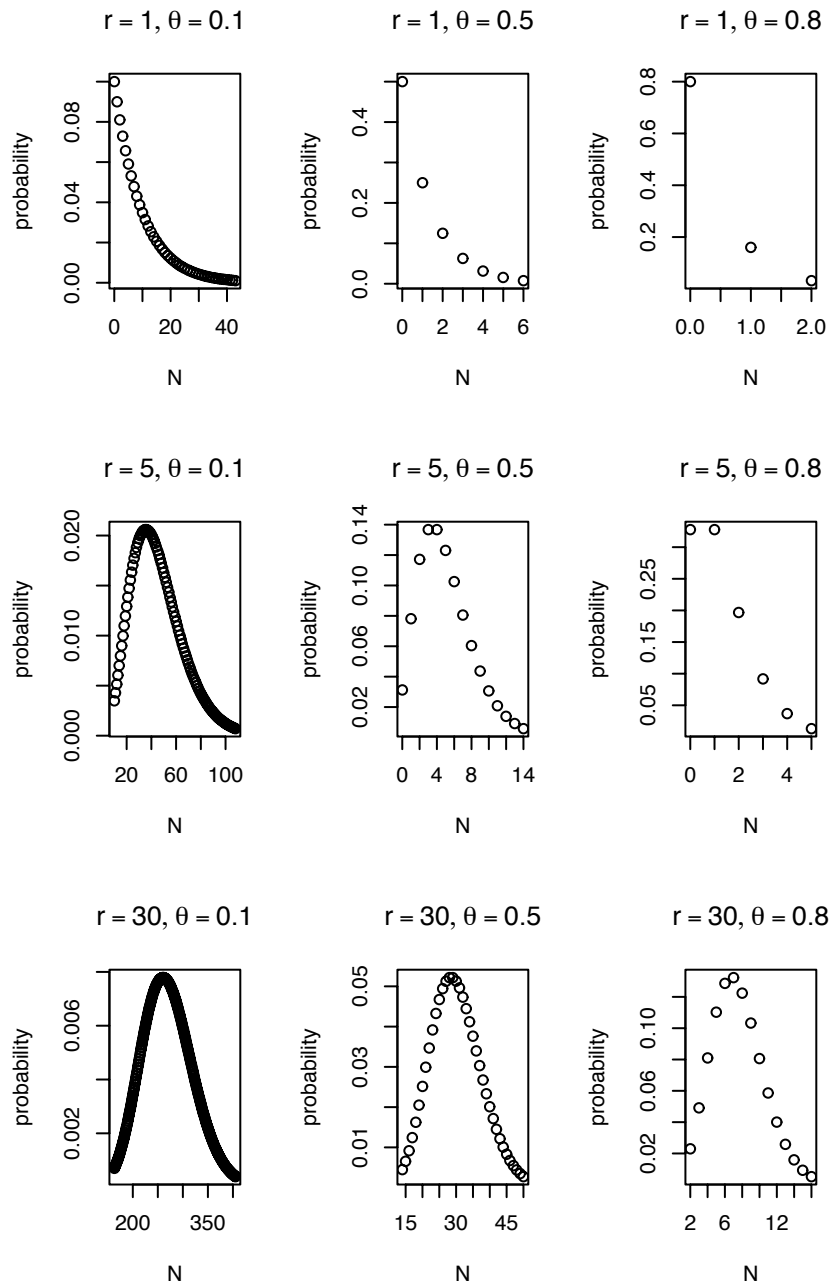 r = 1, θ = 0.1
r = 1, θ = 0.5
r = 1, θ = 0.8
probability
0.00
0.04
0.08
0
20
40
N
probability
0.0
0.2
0.4
0
2
4
6
N
probability
0.2
0.4
0.6
0.8
0.0
1.0
2.0
N
r = 5, θ = 0.1
r = 5, θ = 0.5
r = 5, θ = 0.8
probability
0.000
0.010
0.020
20
60
100
N
probability
0.02
0.06
0.10
0.14
0
4
8
14
N
probability
0.05
0.15
0.25
0
2
4
N
r = 30, θ = 0.1
r = 30, θ = 0.5
r = 30, θ = 0.8
probability
0.002
0.006
200
350
N
probability
0.01
0.03
0.05
15
30
45
N
probability
0.02
0.06
0.10
2
6
12
N